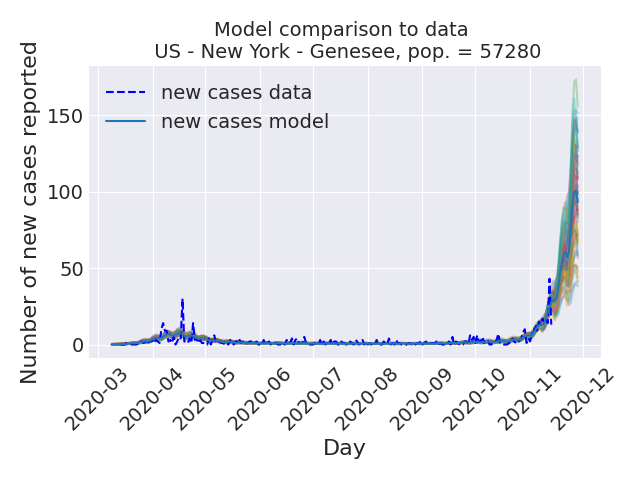 Model comparison to data
US - New York - Genesee, pop. = 57280
Number of new cases reported
150
100
50
0
new cases data
new cases model
2020-03
2020-04
2020-05
2020-06
2020-07
2020-08
2020-09
2020-10
2020-11
2020-12
Day